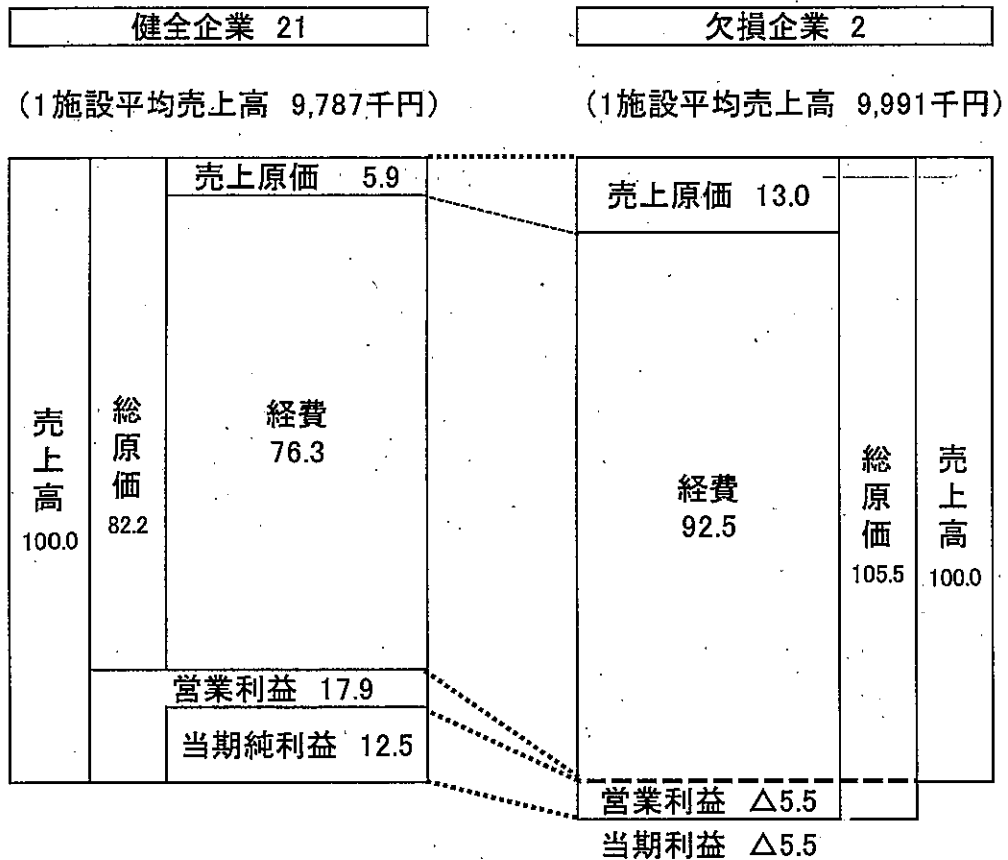 健全企業 21
欠損企業 2
(1施設平均売上高 9,787千円)
(1施設平均売上高 9,991千円)
売上高
100.0
総原価
82.2
売上原価 5.9
経費
76.3
営業利益 17.9
当期純利益 12.5
売上原価 13.0
経費
92.5
総原価
105.5
売上高
100.0
営業利益 △5.5
当期利益 △5.5